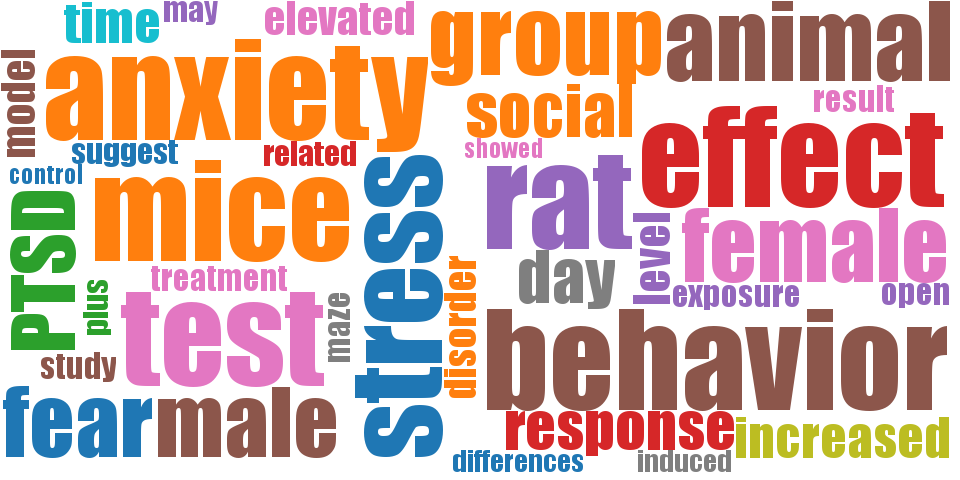 time
may
elevated
group
animal
model
anxiety
social
result
suggest
related
showed
effect
control
mice
stress
rat
PTSD
level
female
treatment
day
plus
test
maze
disorder
exposure
open
study
behavior
fear
male
response
increased
differences
induced